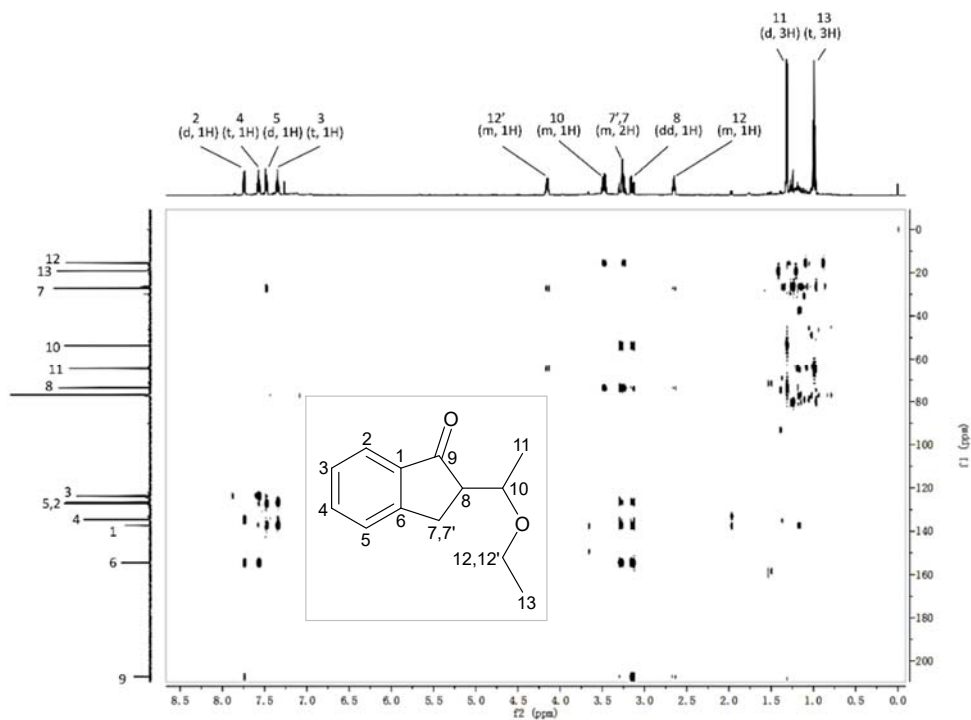 11
(d, 3H)
13
(t, 3H)
2
(d, 1H)
4
(t, 1H)
5
(d, 1H)
3
(t, 1H)
12'
(m, 1H)
10
(m, 1H)
7',7
(m, 2H)
8
(dd, 1H)
12
(m, 1H)
12
13
7
10
11
8
3
5,2
4
1
6
9
0
20
40
60
80
100
120
140
160
180
200
f1 (ppm)
O
2
1
9
11
3
8
10
4
6
O
5
7,7'
12,12'
13
8.5 8.0 7.5 7.0 6.5 6.0 5.5 5.0 4.5 4.0 3.5 3.0 2.5 2.0 1.5 1.0 0.5 0.0
f2 (ppm)